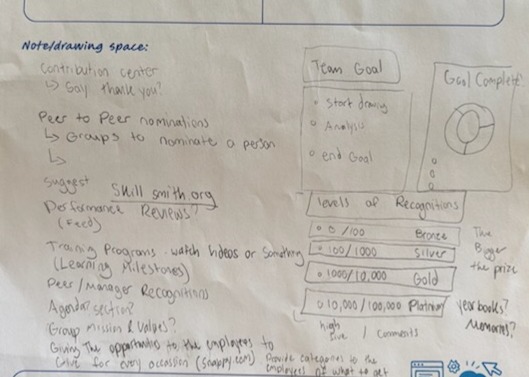 Note/drawing space:
Contribution center
↳ Say thank you?
Peer to Peer nominations
↳ Groups to nominate a person
↳
Suggest
Skill smith.org
Performance Reviews?
(Feed)
Training Programs - watch videos or something
(Learning Milestones)
Peer/Manager Recognitions
Agenda section?
Group mission & values?
Giving The opportunities to the employees to
give for every occassion (Snappy.com)
Provide categories to the
employees of what to get
Team Goal
Start drawing
Analysis
end Goal
Goal Complete?
levels of Recognitions
0/100 Bronze
100/1000 Silver
1000/10,000 Gold
10,000/100,000 Platinum
The
Bigger
the prize
yearbooks?
Memories?
high five / comments